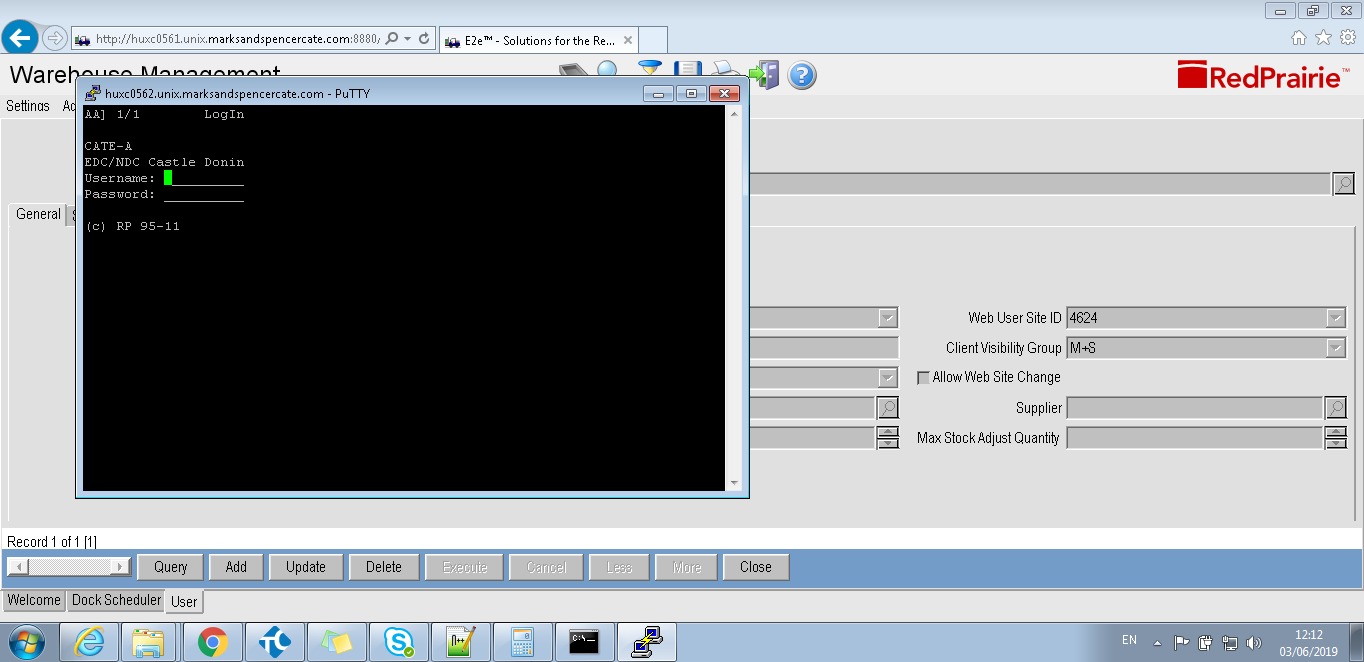 http://huxc0561.unix.marksandspencercate.com:8880/
E2e™ - Solutions for the Re...
Warehouse Management
RedPrairie™
huxc0562.unix.marksandspencercate.com - PuTTY
Settings
AA] 1/1 LogIn
CATE-A
EDC/NDC Castle Donin
Username:
Password:
(c) RP 95-11
General
Web User Site ID 4624
Client Visibility Group M+S
Allow Web Site Change
Supplier
Max Stock Adjust Quantity
Record 1 of 1 [1]
Query Add Update Delete Execute Cancel Less More Close
Welcome Dock Scheduler User
EN
12:12
03/06/2019